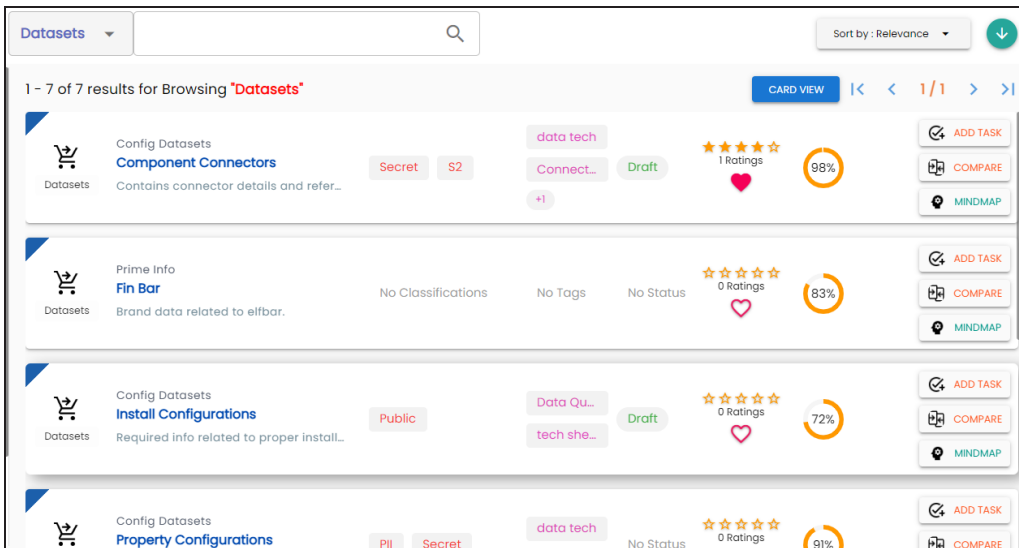 Datasets
Sort by : Relevance
1 - 7 of 7 results for Browsing "Datasets"
CARD VIEW
1/1
Datasets
Config Datasets
Component Connectors
Contains connector details and refer...
Secret
S2
data tech
Connect...
+1
Draft
1 Ratings
98%
ADD TASK
COMPARE
MINDMAP
Datasets
Prime Info
Fin Bar
Brand data related to elfbar.
No Classifications
No Tags
No Status
0 Ratings
83%
ADD TASK
COMPARE
MINDMAP
Datasets
Config Datasets
Install Configurations
Required info related to proper install...
Public
Data Qu...
tech she...
Draft
0 Ratings
72%
ADD TASK
COMPARE
MINDMAP
Config Datasets
Property Configurations
PII
Secret
data tech
No Status
0 Ratings
91%
ADD TASK
COMPARE